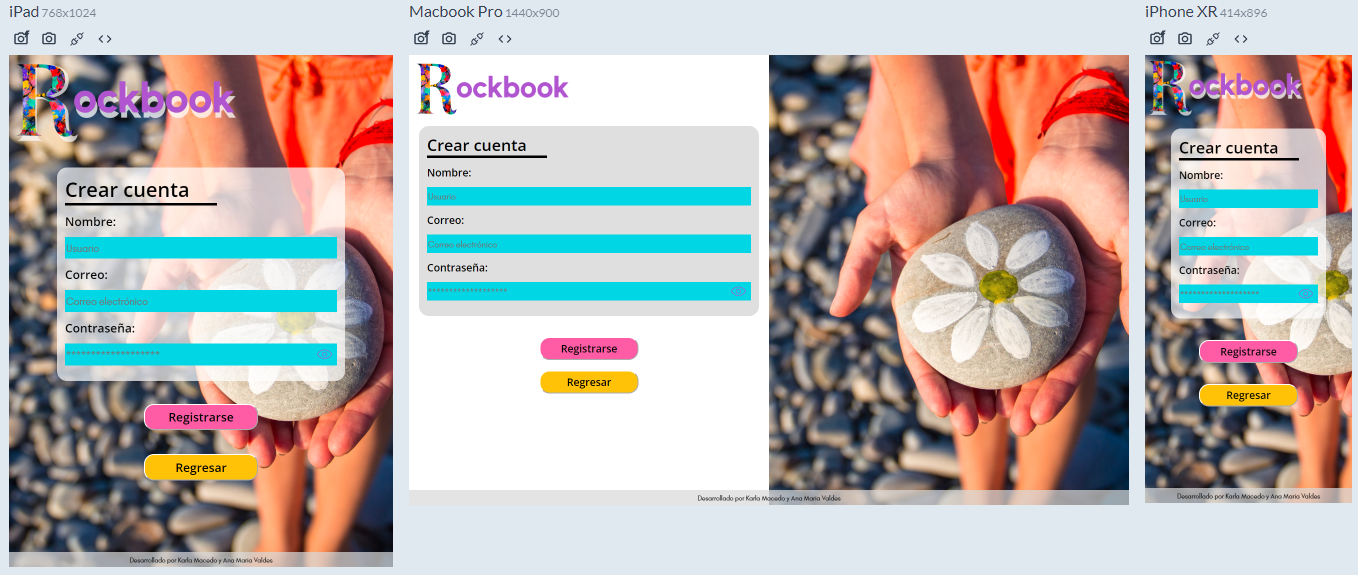 iPad 768x1024
Rockbook
Crear cuenta
Nombre:
Usuario
Correo:
Correo electrónico
Contraseña:
*******************
Registrarse
Regresar
Desarrollado por Karla Macedo y Ana María Valdes
Macbook Pro 1440x900
Rockbook
Crear cuenta
Nombre:
Usuario
Correo:
Correo electrónico
Contraseña:
*******************
Registrarse
Regresar
Desarrollado por Karla Macedo y Ana María Valdes
iPhone XR 414x896
Rockbook
Crear cuenta
Nombre:
Usuario
Correo:
Correo electrónico
Contraseña:
*******************
Registrarse
Regresar
Desarrollado por Karla Macedo y Ana María Valdes